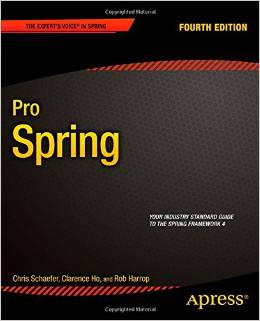 THE EXPERT'S VOICE® IN SPRING
FOURTH EDITION
Pro
Spring
YOUR INDUSTRY STANDARD GUIDE
TO THE SPRING FRAMEWORK 4
Chris Schaefer, Clarence Ho, and Rob Harrop
Apress®